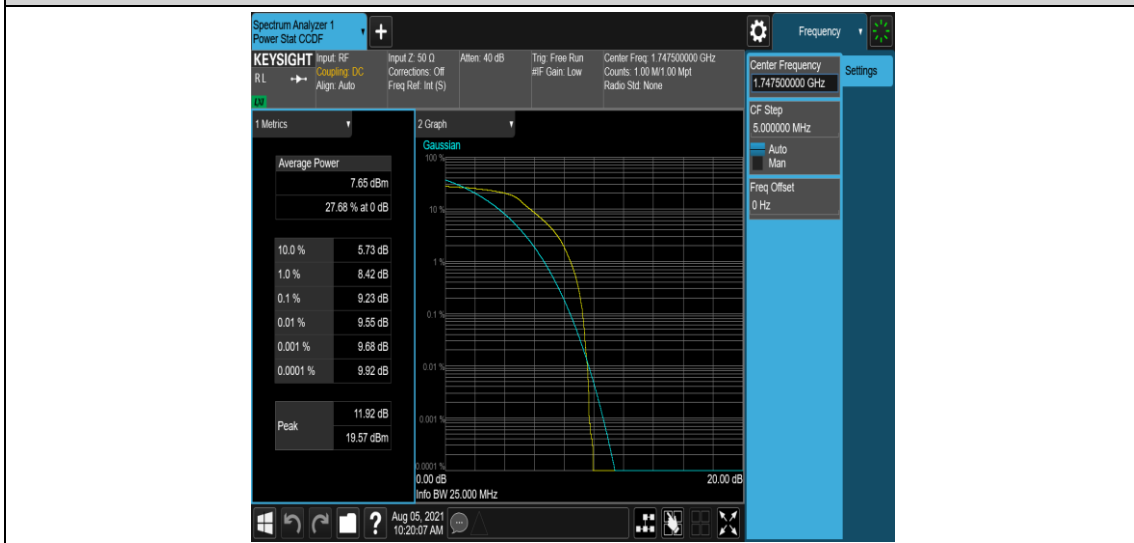 Spectrum Analyzer 1
Power Stat CCDF
+
Frequency
KEYSIGHT
RL
LXI
Input: RF
Coupling: DC
Align: Auto
Input Z: 50 Ω
Corrections: Off
Freq Ref: Int (S)
Atten: 40 dB
Trig: Free Run
#IF Gain: Low
Center Freq: 1.747500000 GHz
Counts: 1.00 M/1.00 Mpt
Radio Std: None
Center Frequency
1.747500000 GHz
Settings
CF Step
5.000000 MHz
Auto
Man
Freq Offset
0 Hz
1 Metrics
Average Power
7.65 dBm
27.68 % at 0 dB
10.0 % 5.73 dB
1.0 % 8.42 dB
0.1 % 9.23 dB
0.01 % 9.55 dB
0.001 % 9.68 dB
0.0001 % 9.92 dB
Peak
11.92 dB
19.57 dBm
2 Graph
Gaussian
100 %
10 %
1 %
0.1 %
0.01 %
0.001 %
0.0001 %
0.00 dB 20.00 dB
Info BW 25.000 MHz
?
Aug 05, 2021
10:20:07 AM